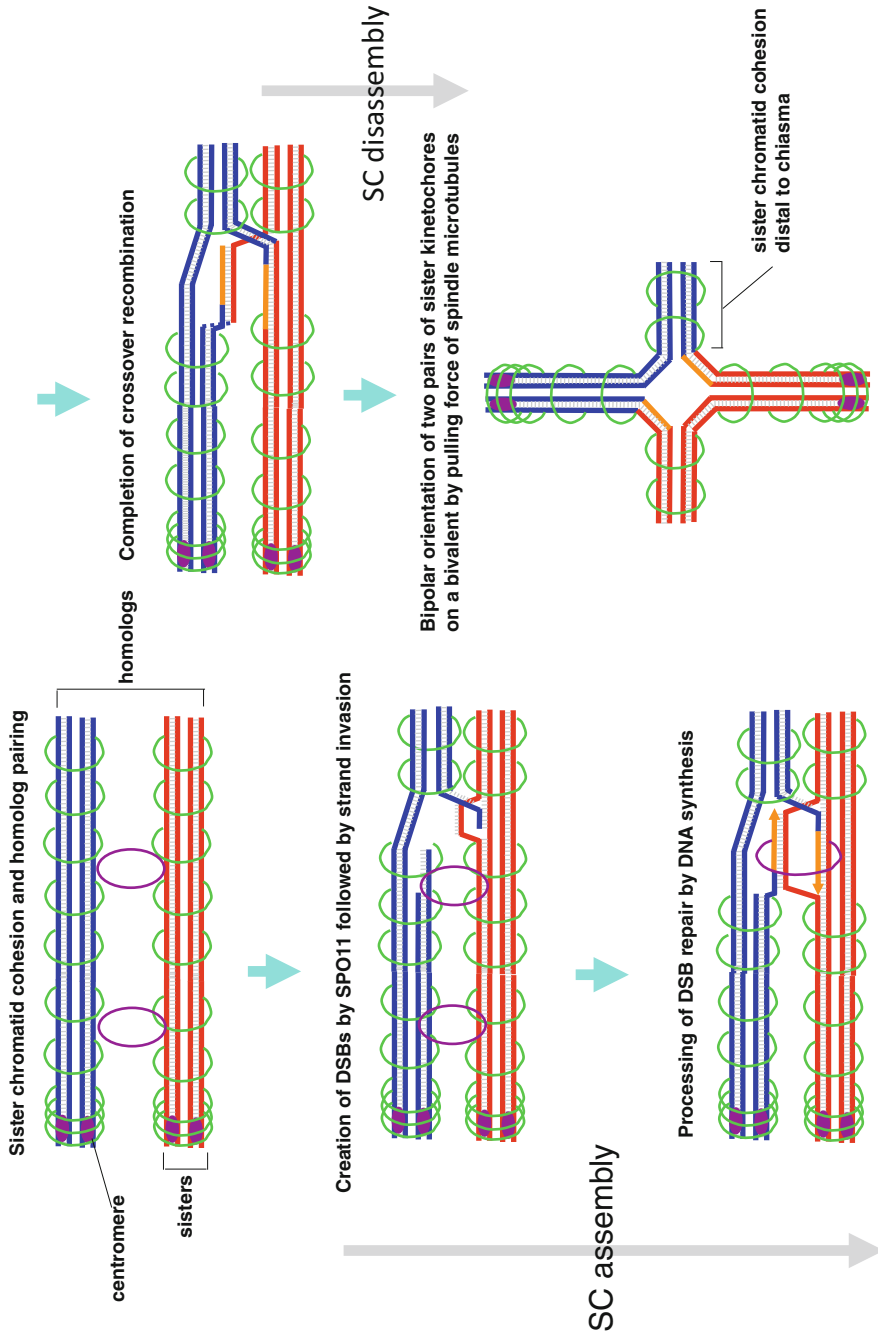 Sister chromatid cohesion and homolog pairing
centromere
sisters
homologs
Creation of DSBs by SPO11 followed by strand invasion
SC assembly
Processing of DSB repair by DNA synthesis
Completion of crossover recombination
SC disassembly
Bipolar orientation of two pairs of sister kinetochores
on a bivalent by pulling force of spindle microtubules
sister chromatid cohesion
distal to chiasma